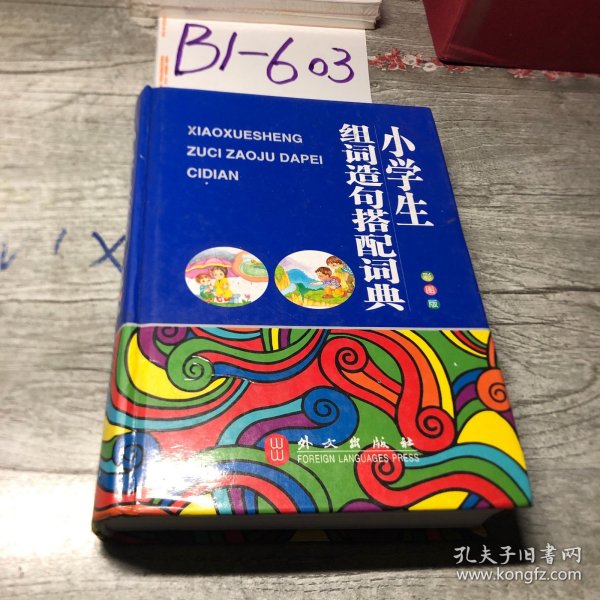 B1-603
XIAOXUESHENG
ZUCI ZAOJU DAPEI
CIDIAN
小学生
组词造句搭配词典
彩图版
外文出版社
FOREIGN LANGUAGES PRESS
孔夫子旧书网
www.kongfz.com